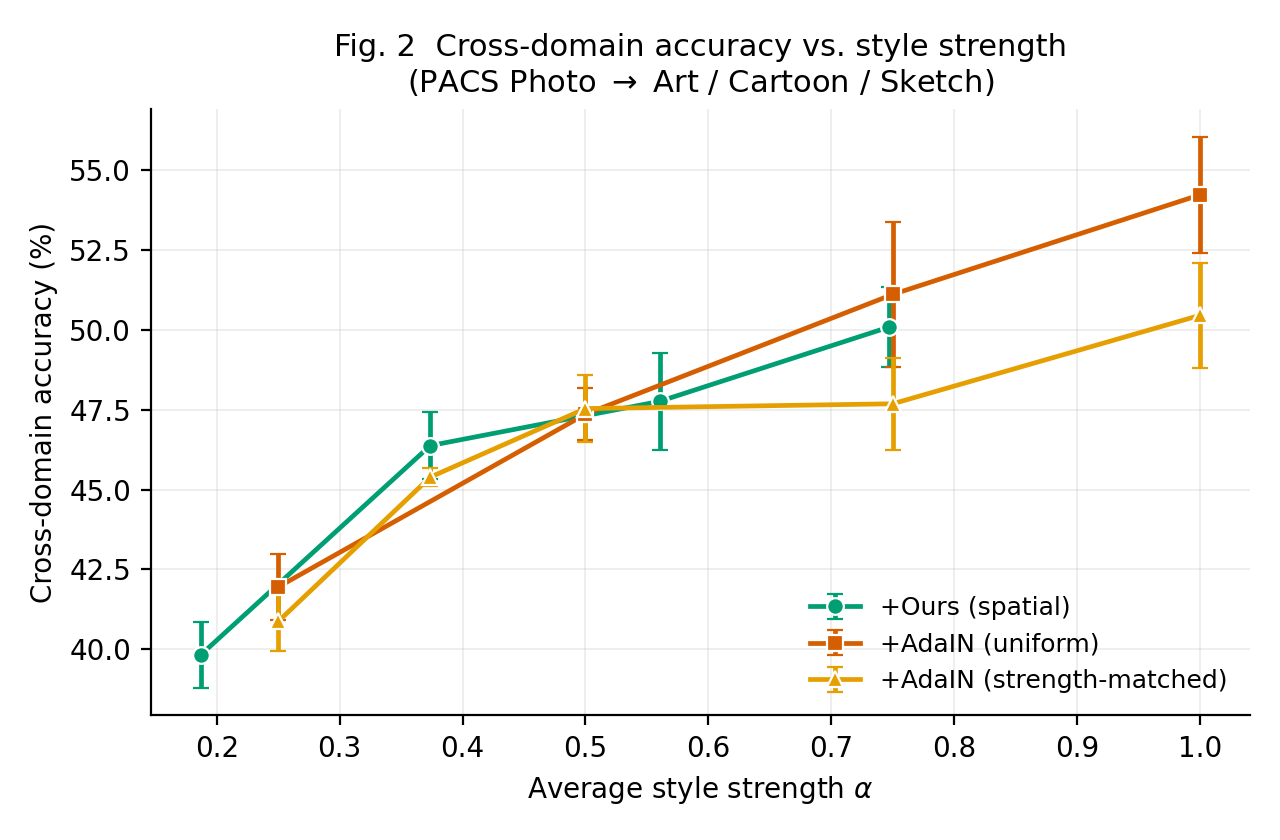 Fig. 2  Cross-domain accuracy vs. style strength
(PACS Photo → Art / Cartoon / Sketch)
Cross-domain accuracy (%)
55.0
52.5
50.0
47.5
45.0
42.5
40.0
+Ours (spatial)
+AdaIN (uniform)
+AdaIN (strength-matched)
0.2 0.3 0.4 0.5 0.6 0.7 0.8 0.9 1.0
Average style strength α